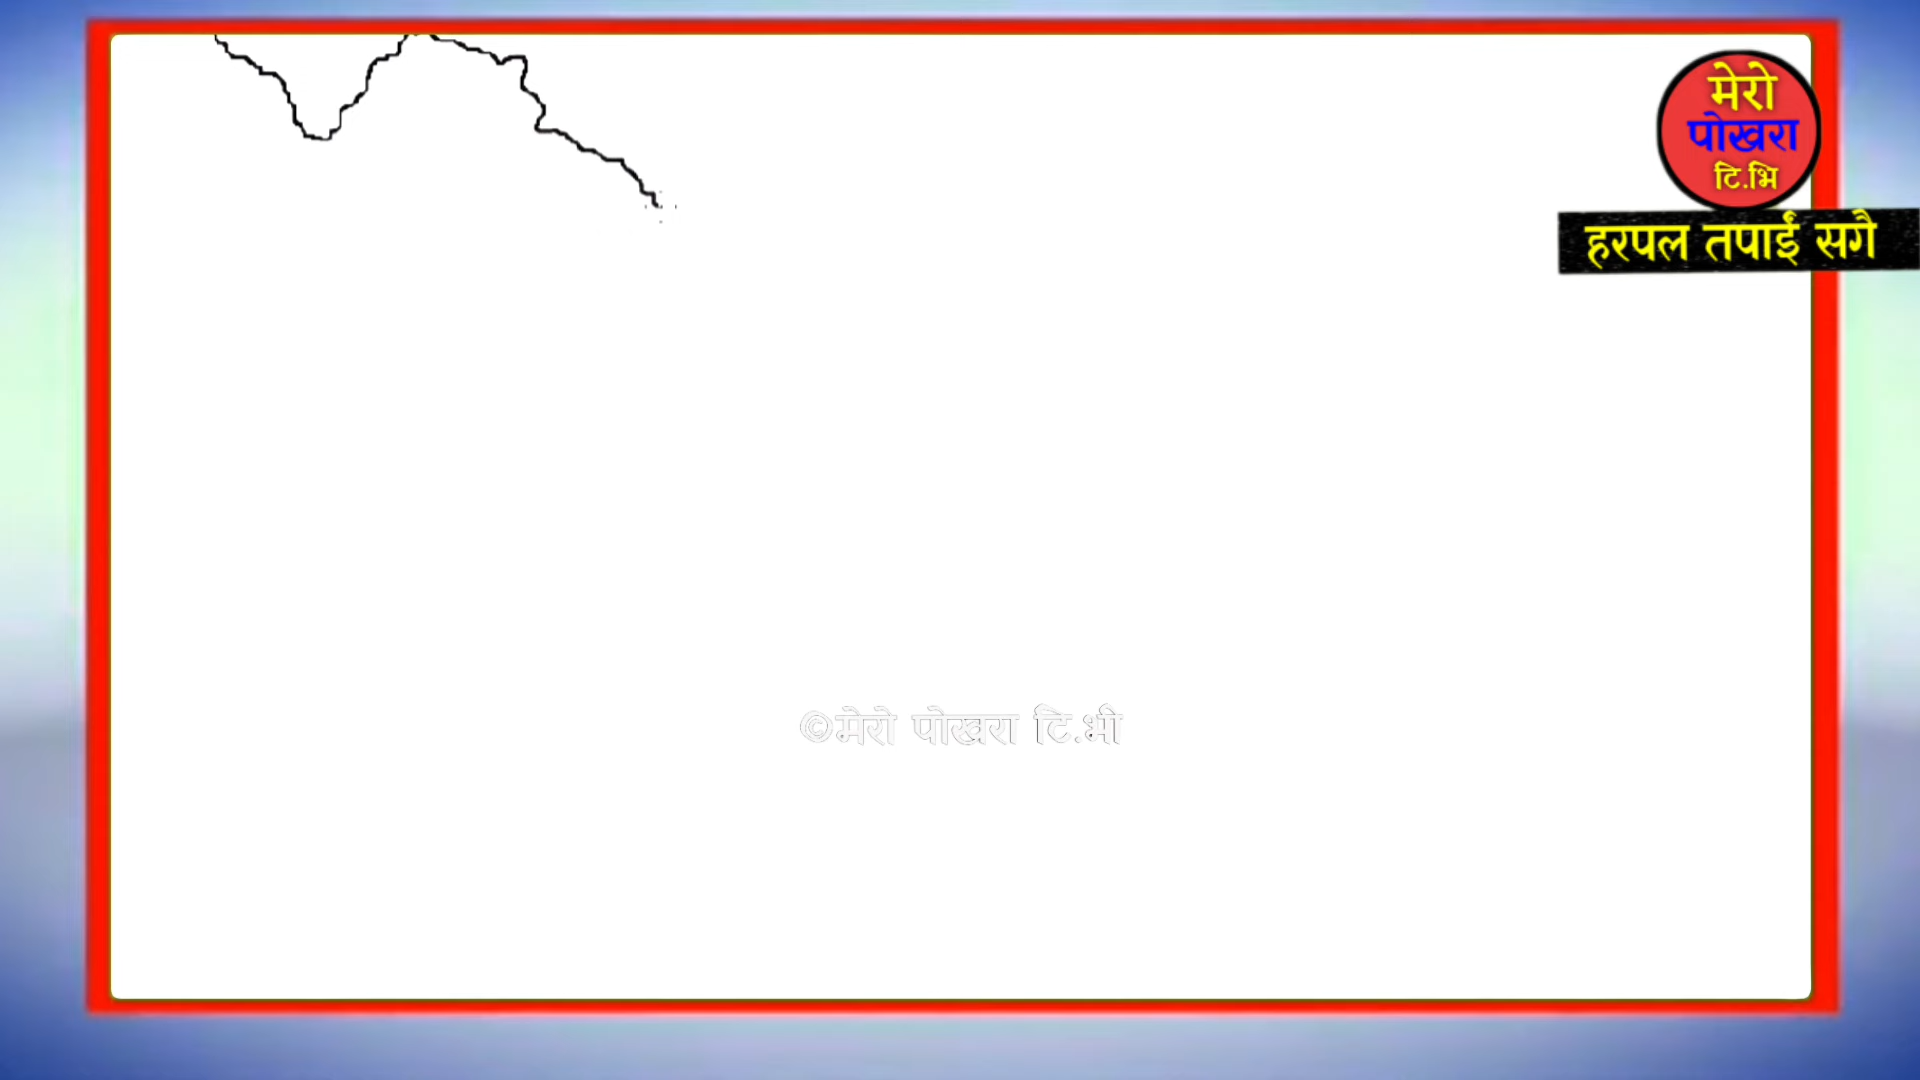 मेरो
पोखरा
टि.भि
हरपल तपाईं सगै
©मेरो पोखरा टि.भी